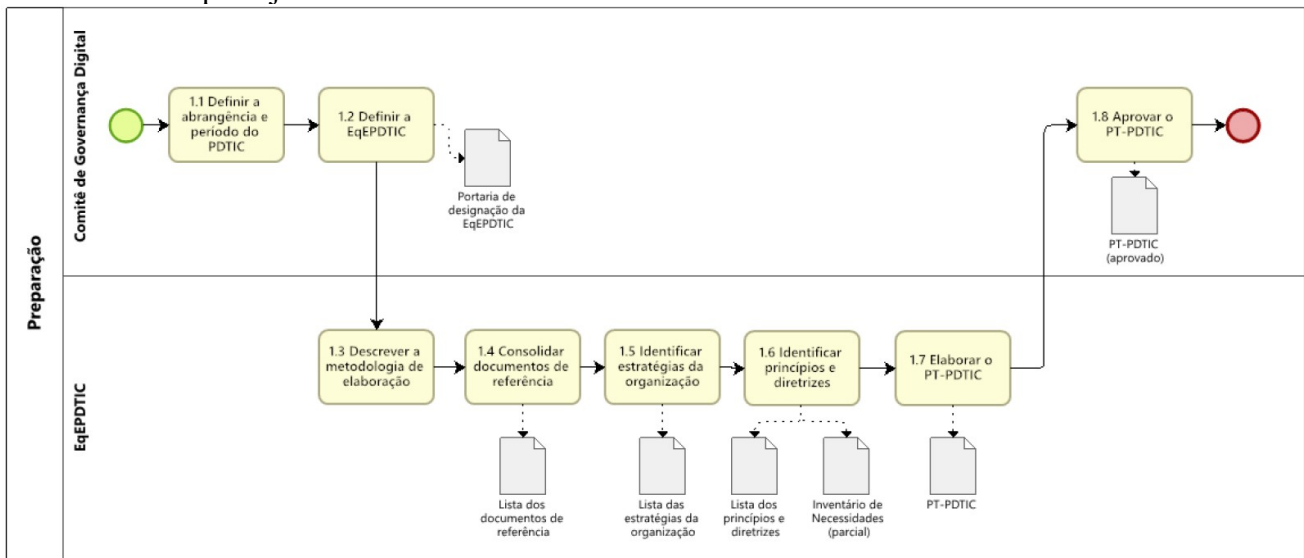 Preparação
Comitê de Governança Digital
1.1 Definir a
abrangência e
período do
PDTIC
1.2 Definir a
EqEPDTIC
Portaria de
designação da
EqEPDTIC
1.8 Aprovar o
PT-PDTIC
PT-PDTIC
(aprovado)
EqEPDTIC
1.3 Descrever a
metodologia de
elaboração
1.4 Consolidar
documentos de
referência
1.5 Identificar
estratégias da
organização
1.6 Identificar
princípios e
diretrizes
1.7 Elaborar o
PT-PDTIC
Lista dos
documentos de
referência
Lista das
estratégias da
organização
Lista dos
princípios e
diretrizes
Inventário de
Necessidades
(parcial)
PT-PDTIC